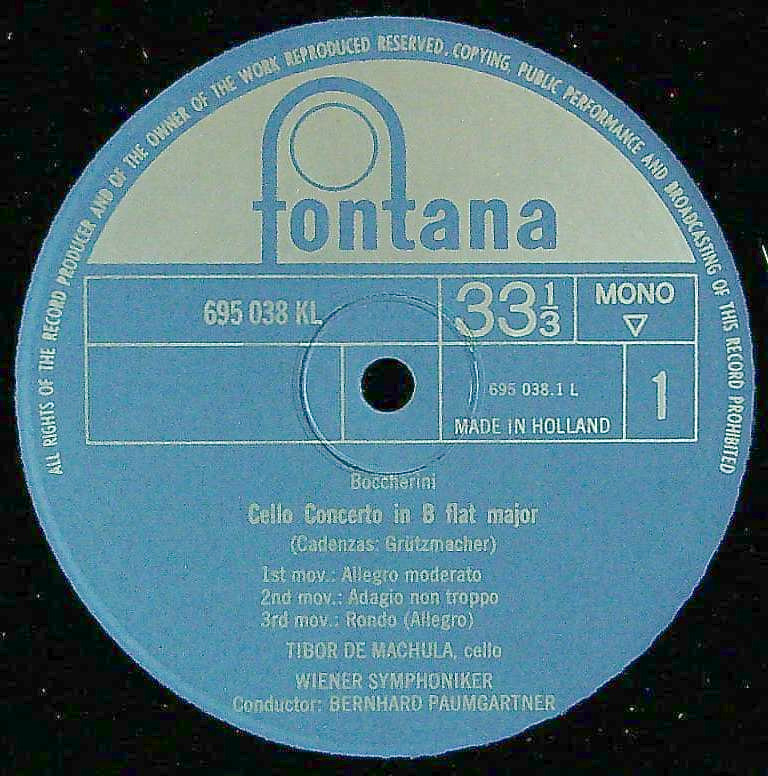 ALL RIGHTS OF THE RECORD PRODUCER AND OF THE OWNER OF THE WORK REPRODUCED RESERVED. COPYING, PUBLIC PERFORMANCE AND BROADCASTING OF THIS RECORD PROHIBITED
fontana
695 038 KL
33 1/3
MONO
695 038.1 L
1
MADE IN HOLLAND
Boccherini
Cello Concerto in B flat major
(Cadenzas: Grützmacher)
1st mov.: Allegro moderato
2nd mov.: Adagio non troppo
3rd mov.: Rondo (Allegro)
TIBOR DE MACHULA, cello
WIENER SYMPHONIKER
Conductor: BERNHARD PAUMGARTNER